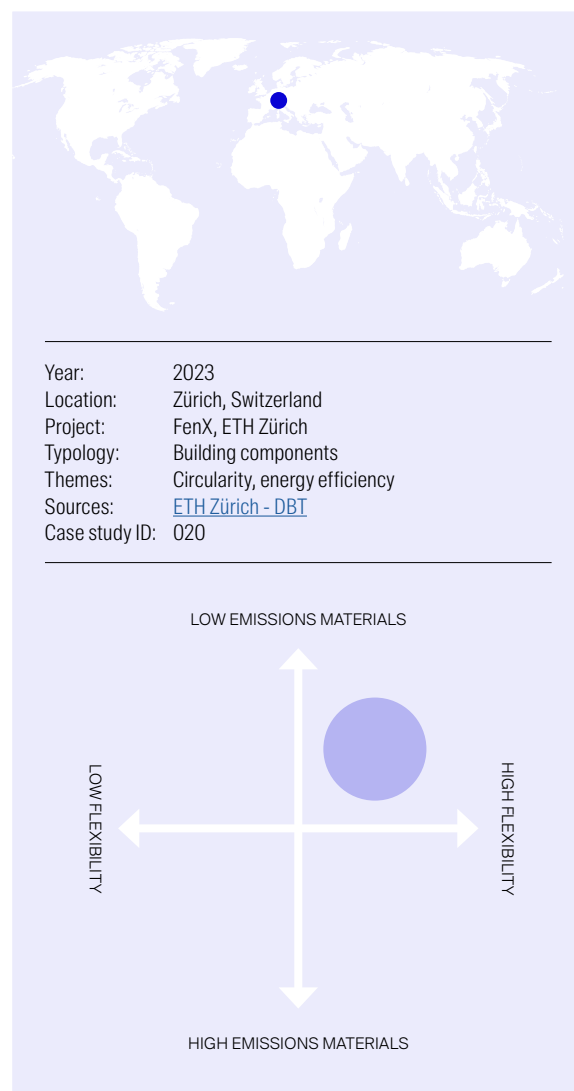 Year: 2023
Location: Zürich, Switzerland
Project: FenX, ETH Zürich
Typology: Building components
Themes: Circularity, energy efficiency
Sources: ETH Zürich - DBT
Case study ID: 020
LOW EMISSIONS MATERIALS
LOW FLEXIBILITY
HIGH FLEXIBILITY
HIGH EMISSIONS MATERIALS